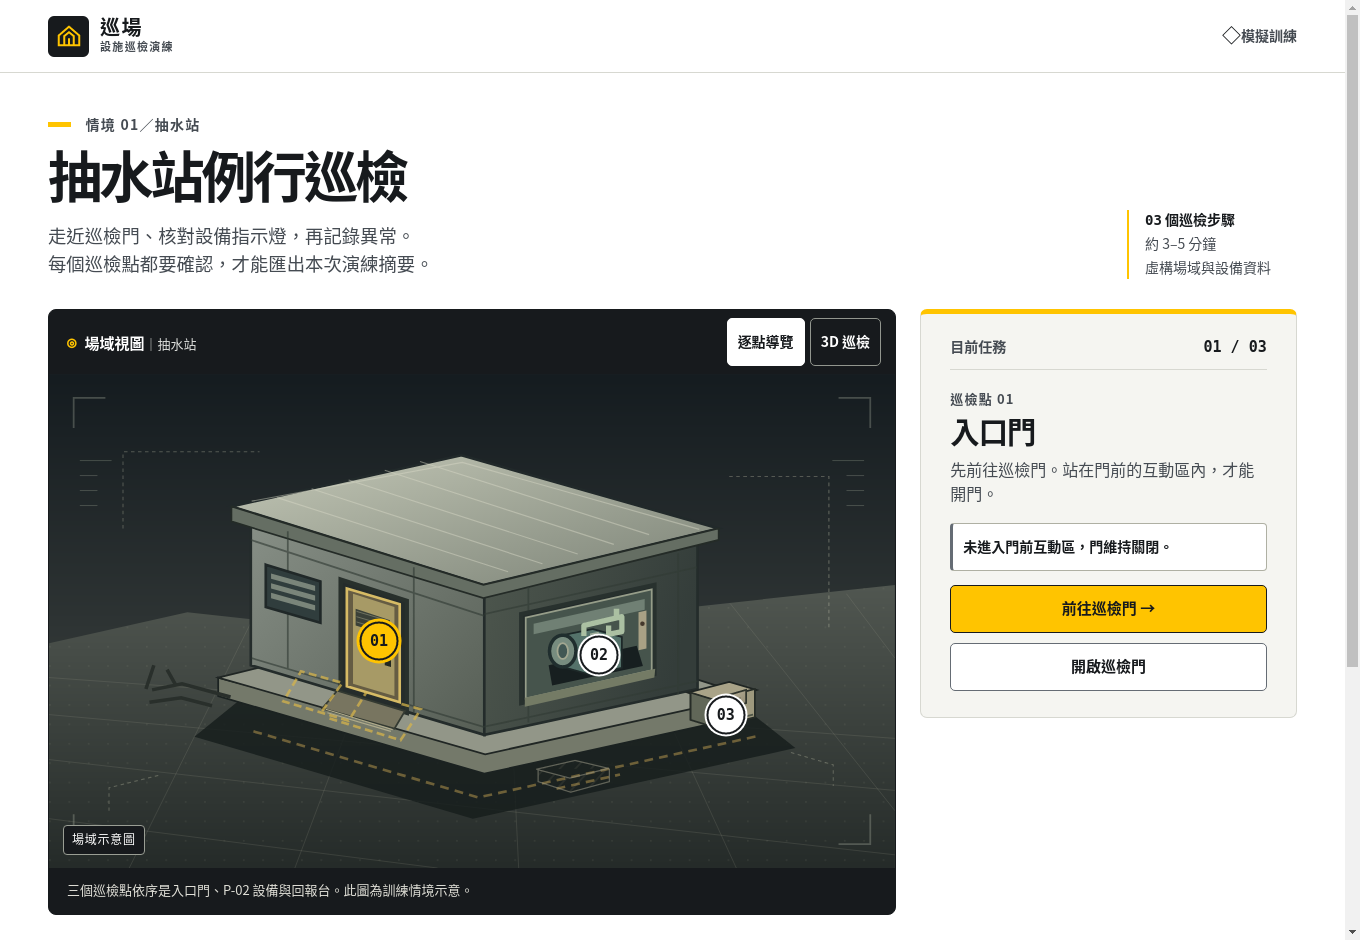 巡場
設施巡檢演練
模擬訓練
情境 01／抽水站
抽水站例行巡檢
走近巡檢門、核對設備指示燈，再記錄異常。
每個巡檢點都要確認，才能匯出本次演練摘要。
03 個巡檢步驟
約 3–5 分鐘
虛構場域與設備資料
場域視圖｜抽水站
逐點導覽
3D 巡檢
01
02
03
場域示意圖
三個巡檢點依序是入口門、P-02 設備與回報台。此圖為訓練情境示意。
目前任務
01 / 03
巡檢點 01
入口門
先前往巡檢門。站在門前的互動區內，才能
開門。
未進入門前互動區，門維持關閉。
前往巡檢門 →
開啟巡檢門